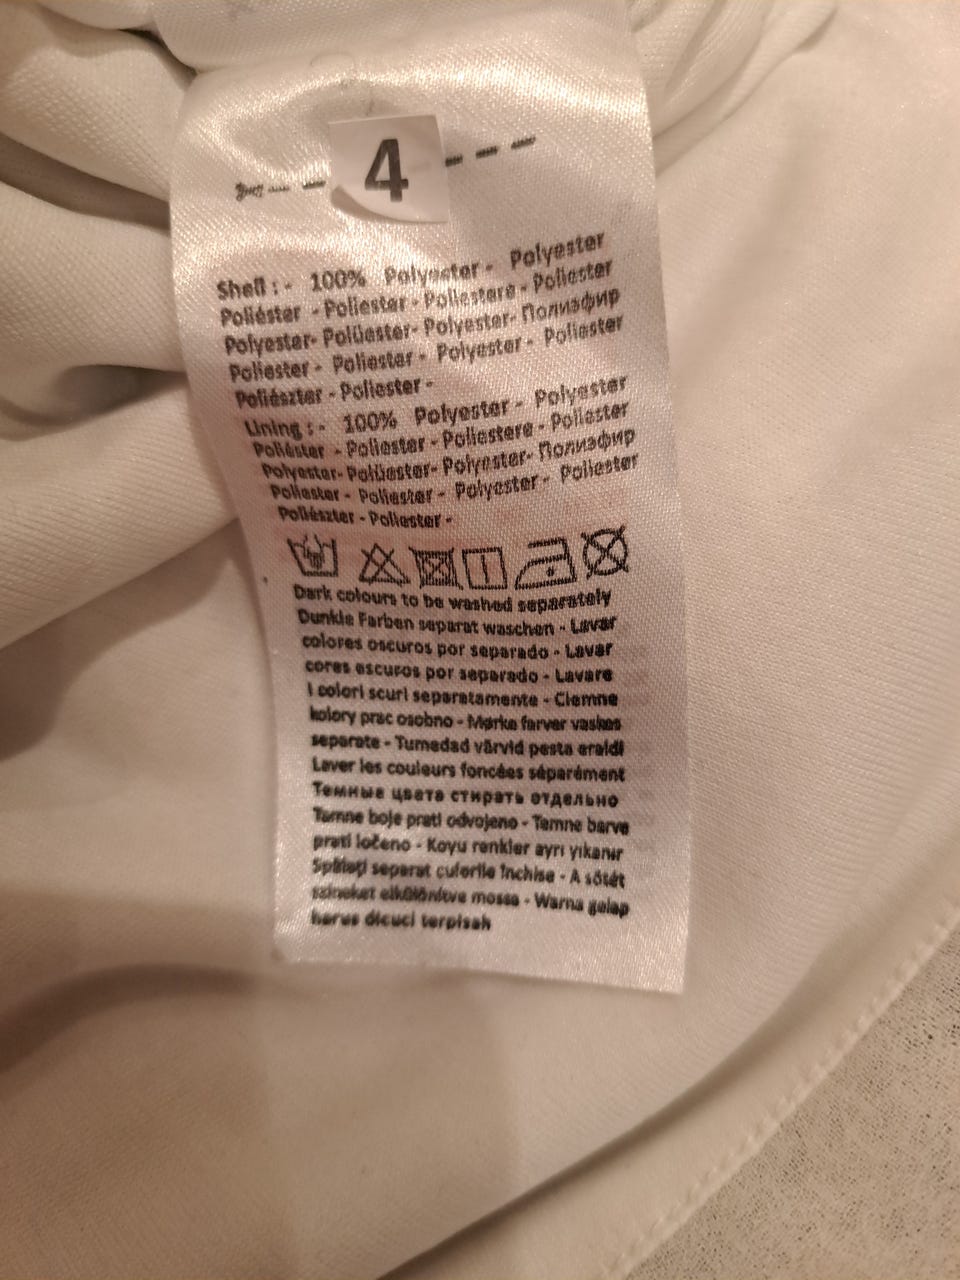 4
Shell : - 100% Polyester - Polyester
Poliéster - Poliester - Poliestere - Poliester
Polyester- Polüester- Polyester- Полиэфир
Poliester - Poliester - Polyester - Poliester
Poliészter - Poliester -
Lining : - 100% Polyester - Polyester
Poliéster - Poliester - Poliestere - Poliester
Polyester- Polüester- Polyester- Полиэфир
Poliester - Poliester - Polyester - Poliester
Poliészter - Poliester -
Dark colours to be washed separately
Dunkle Farben separat waschen - Lavar
colores oscuros por separado - Lavar
cores escuros por separado - Lavare
I colori scuri separatamente - Ciemne
kolory prac osobno - Mørke farver vaskes
separate - Tumedad värvid pesta eraldi
Laver les couleurs foncées séparément
Темные цвета стирать отдельно
Tamne boje prati odvojeno - Temne barve
prati ločeno - Koyu renkler ayrı yıkanır
Spălați separat culorile închise - A sötét
színeket elkülönítve mossa - Warna gelap
harus dicuci terpisah